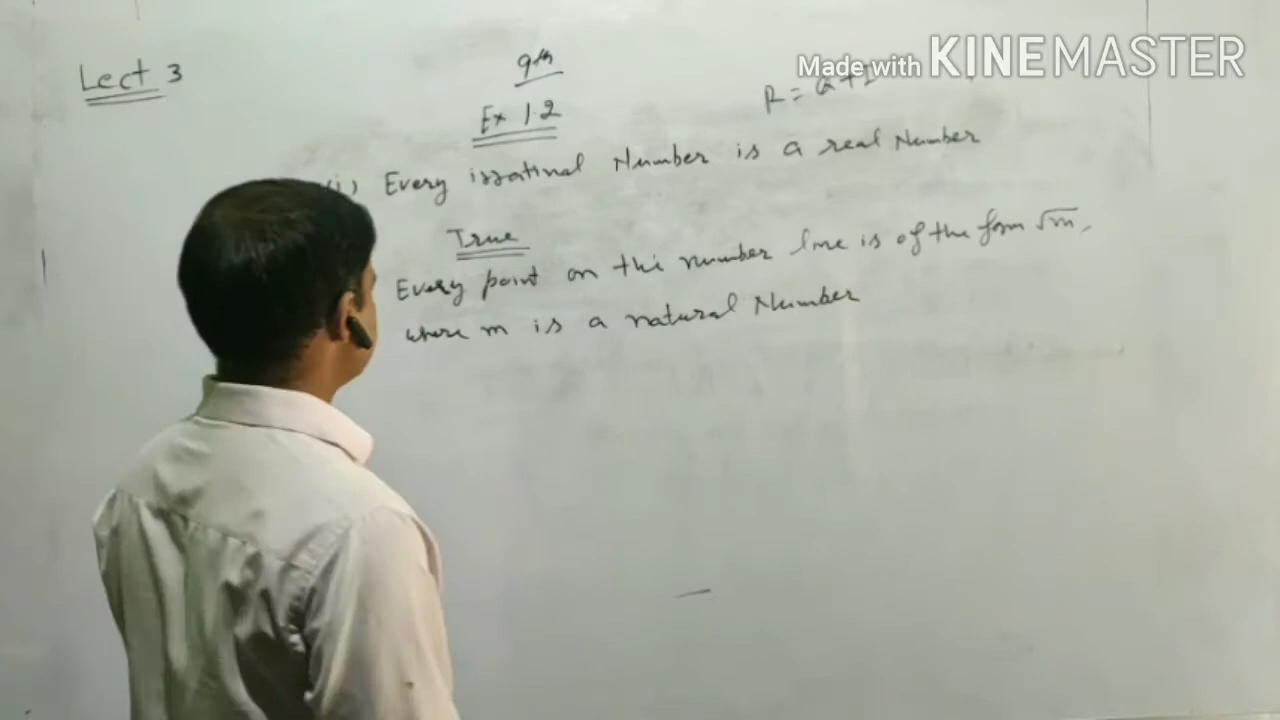 Made with KINEMASTER
Lect 3
9th
Ex 1.2
R = Q +
(i) Every irratinal Number is a real Number
True
Every point on the number line is of the form √m,
where m is a natural Number